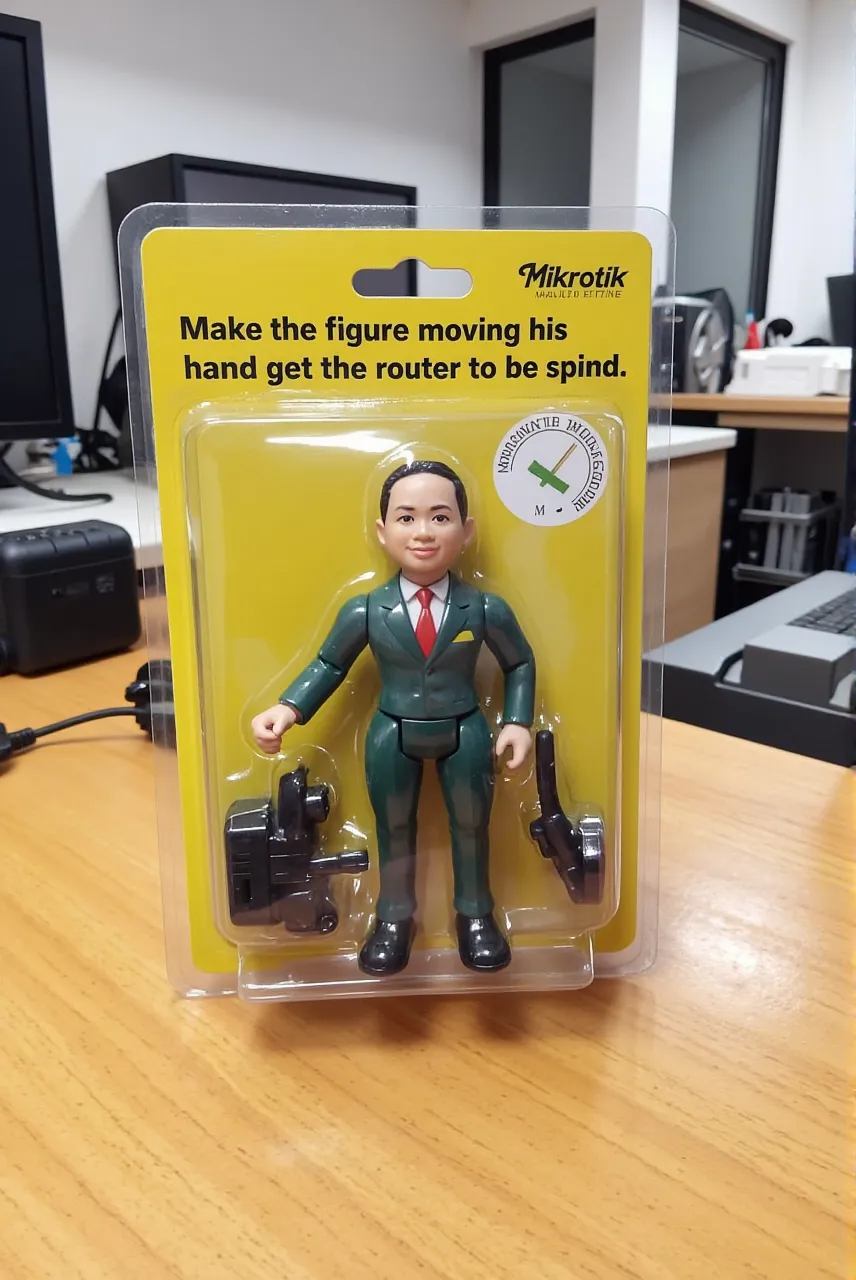 Mikrotik
Make the figure moving his
hand get the router to be spind.
M